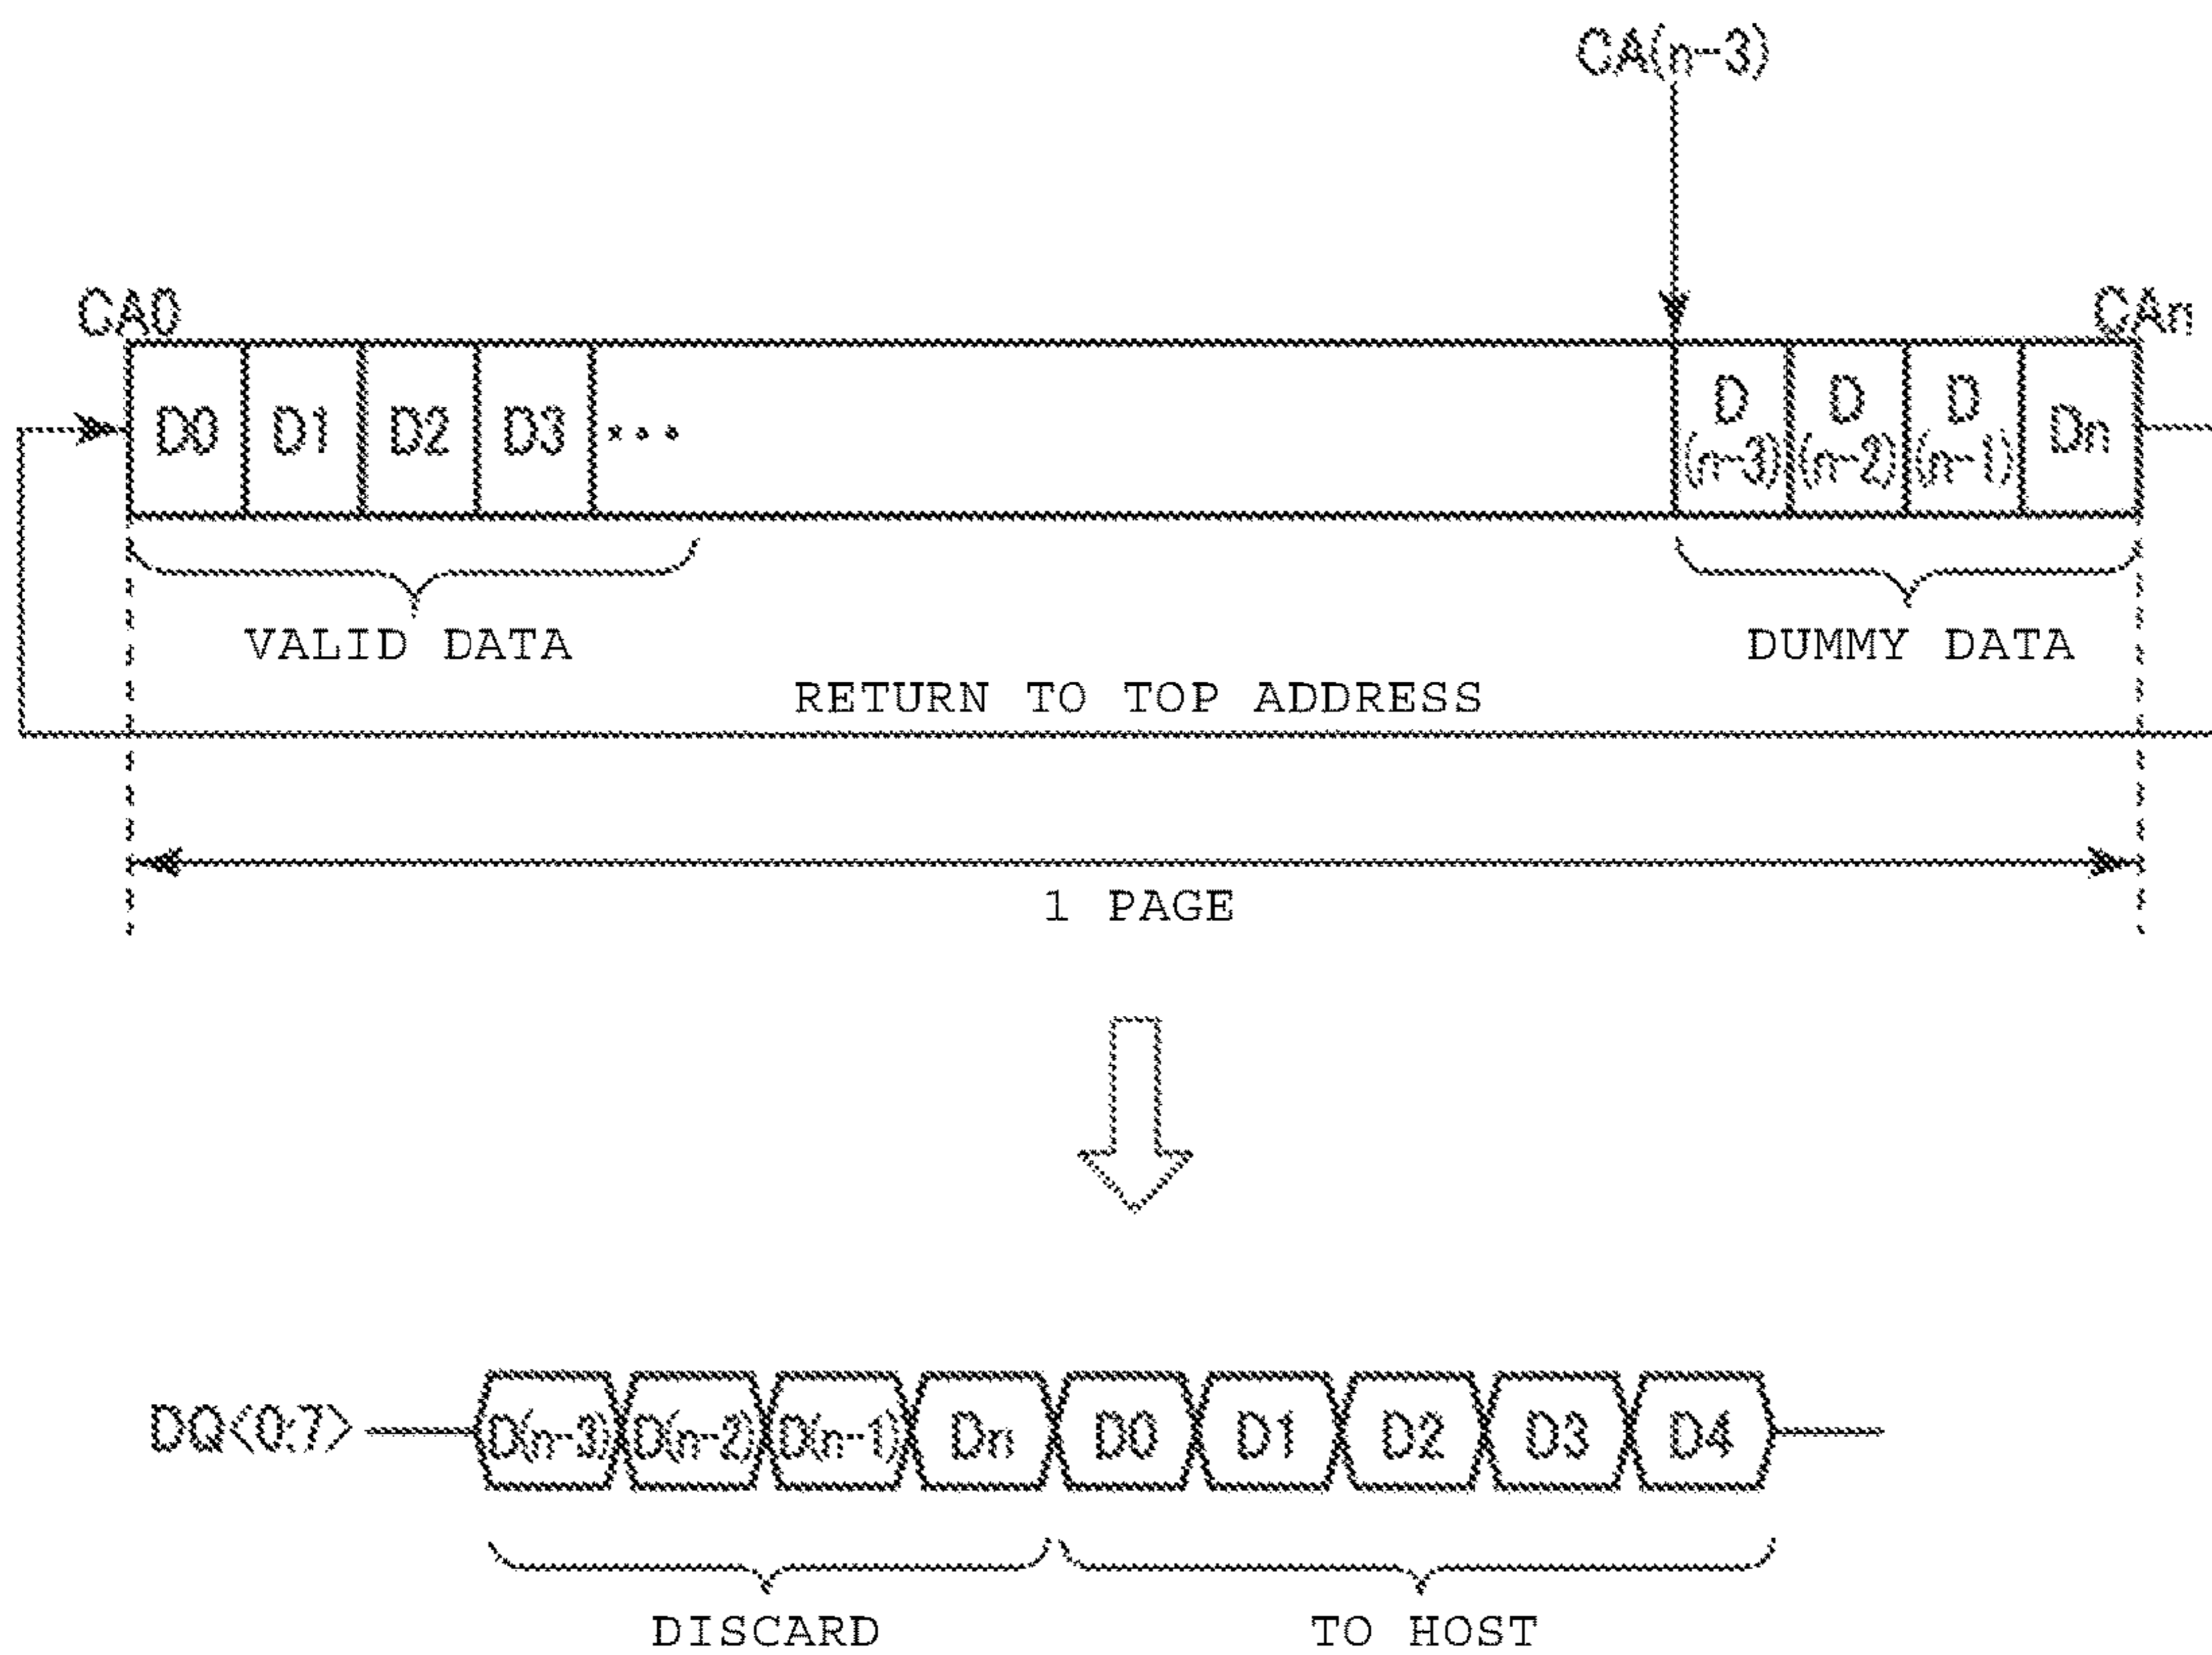 CA(n-3)
CA0
CAn
D0 D1 D2 D3 ••• D (n-3) D (n-2) D (n-1) Dn
VALID DATA
DUMMY DATA
RETURN TO TOP ADDRESS
1 PAGE
DQ<0:7> D(n-3) D(n-2) D(n-1) Dn D0 D1 D2 D3 D4
DISCARD
TO HOST